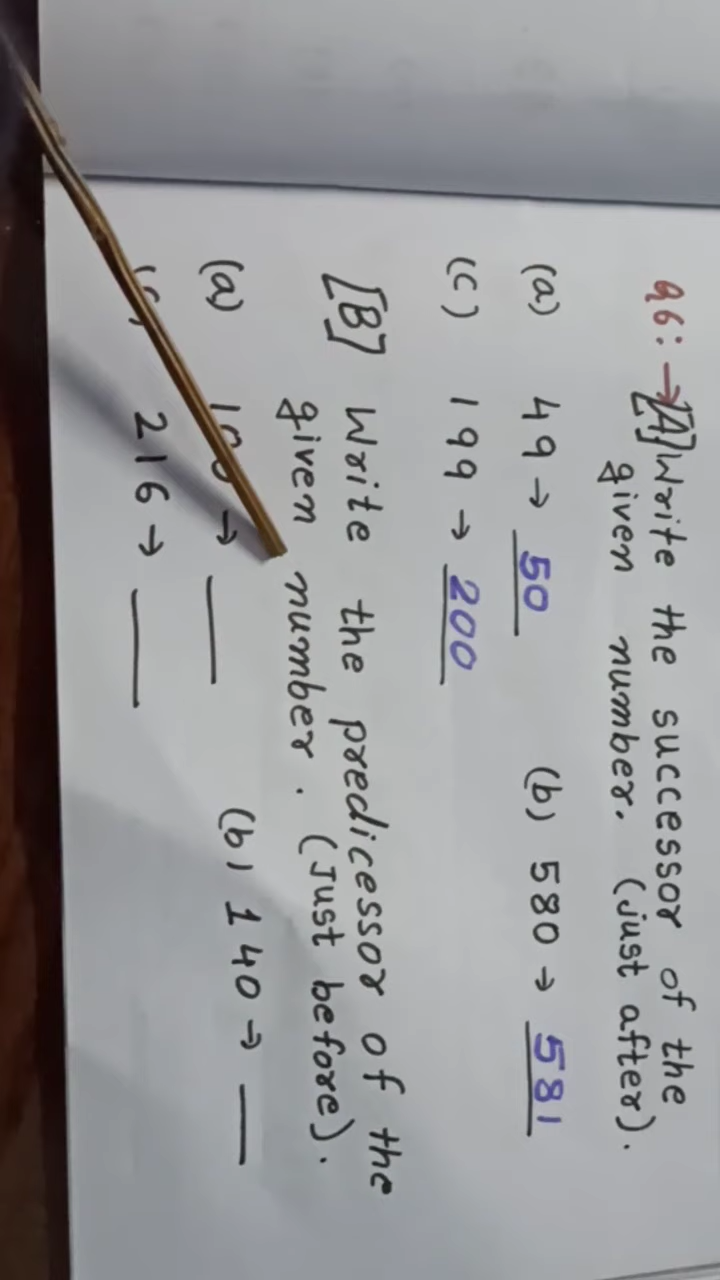 Q6:→[A] Write the successor of the
given number. (just after).
(a) 49 → 50 (b) 580 → 581
(c) 199 → 200
[B] Write the predicessor of the
given number. (Just before).
(a) → (b) 140 →
216 →